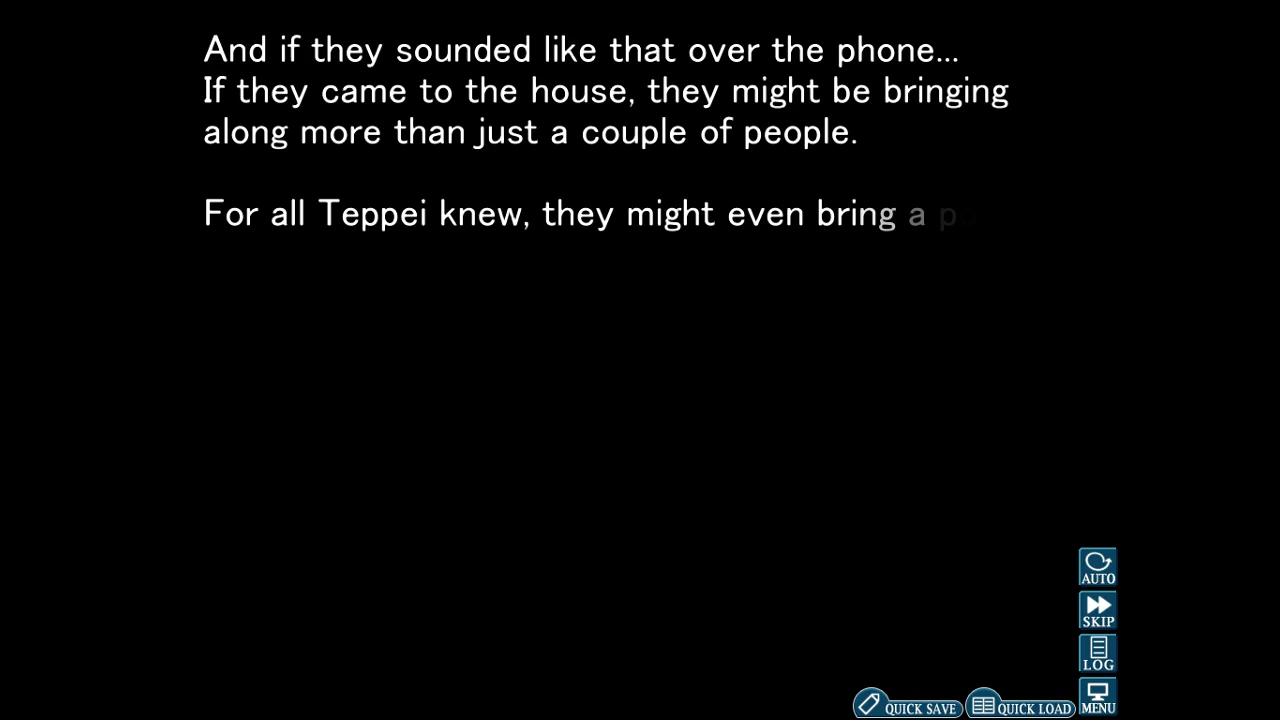 And if they sounded like that over the phone...
If they came to the house, they might be bringing
along more than just a couple of people.
For all Teppei knew, they might even bring a
AUTO
SKIP
LOG
MENU
QUICK SAVE
QUICK LOAD